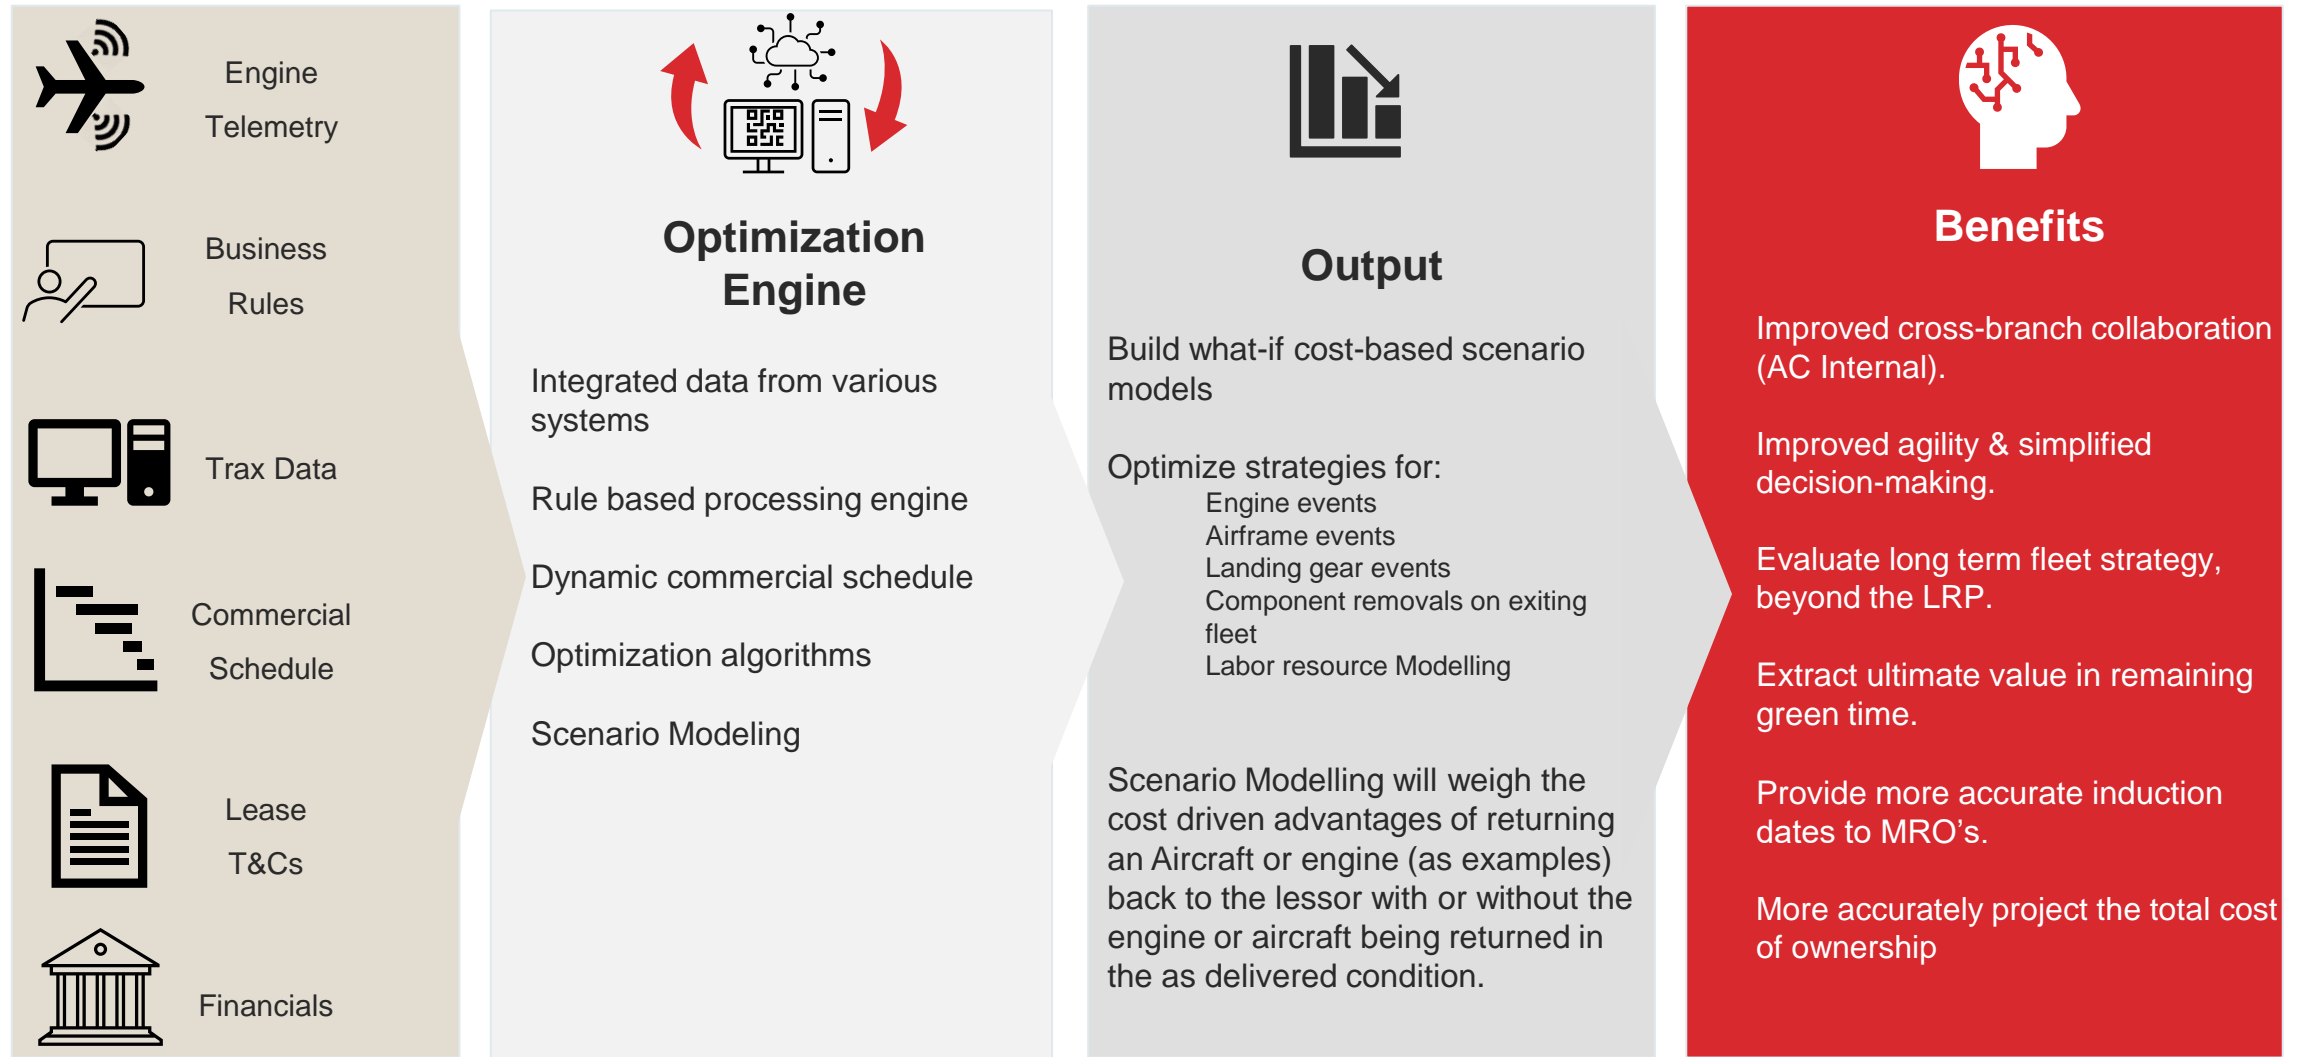 Engine
Telemetry
Business
Rules
Trax Data
Commercial
Schedule
Lease
T&Cs
Financials
Optimization
Engine
Integrated data from various
systems
Rule based processing engine
Dynamic commercial schedule
Optimization algorithms
Scenario Modeling
Output
Build what-if cost-based scenario
models
Optimize strategies for:
Engine events
Airframe events
Landing gear events
Component removals on exiting
fleet
Labor resource Modelling
Scenario Modelling will weigh the
cost driven advantages of returning
an Aircraft or engine (as examples)
back to the lessor with or without the
engine or aircraft being returned in
the as delivered condition.
Benefits
Improved cross-branch collaboration
(AC Internal).
Improved agility & simplified
decision-making.
Evaluate long term fleet strategy,
beyond the LRP.
Extract ultimate value in remaining
green time.
Provide more accurate induction
dates to MRO’s.
More accurately project the total cost
of ownership